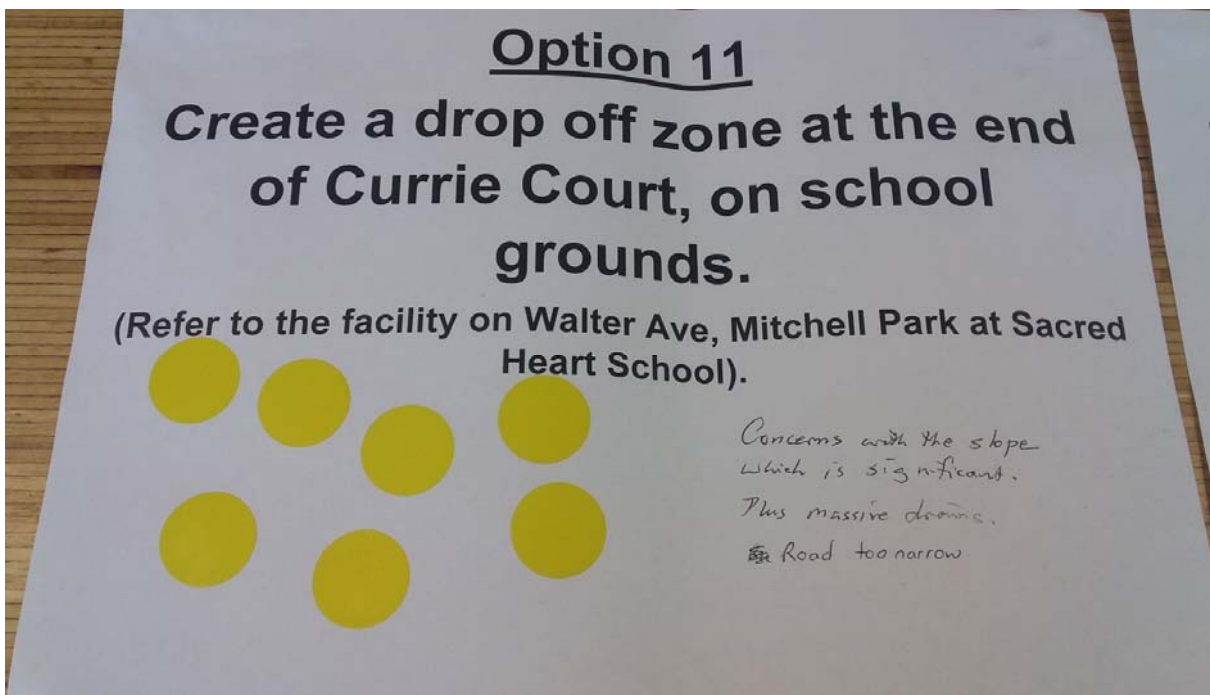 Option 11
Create a drop off zone at the end
of Currie Court, on school
grounds.
(Refer to the facility on Walter Ave, Mitchell Park at Sacred
Heart School).
Concerns with the slope
which is significant.
Plus massive drains.
Road too narrow